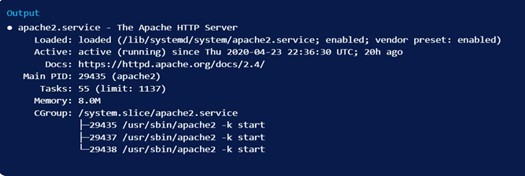 Output
● apache2.service - The Apache HTTP Server
Loaded: loaded (/lib/systemd/system/apache2.service; enabled; vendor preset: enabled)
Active: active (running) since Thu 2020-04-23 22:36:30 UTC; 20h ago
Docs: https://httpd.apache.org/docs/2.4/
Main PID: 29435 (apache2)
Tasks: 55 (limit: 1137)
Memory: 8.0M
CGroup: /system.slice/apache2.service
├─29435 /usr/sbin/apache2 -k start
├─29437 /usr/sbin/apache2 -k start
└─29438 /usr/sbin/apache2 -k start